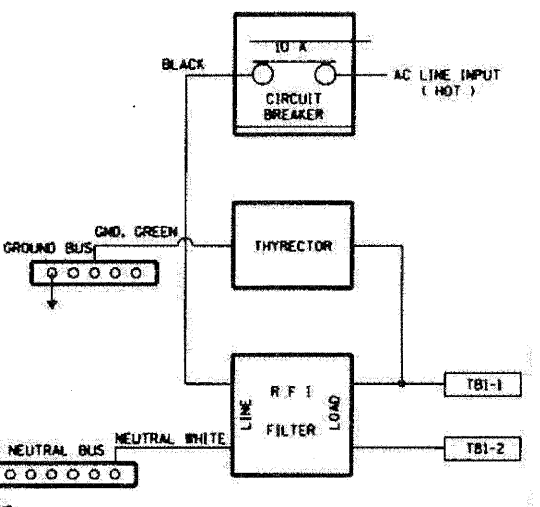 10 A
BLACK
AC LINE INPUT
( HOT )
CIRCUIT
BREAKER
GND. GREEN
GROUND BUS
THYRECTOR
R F I
FILTER
LINE
LOAD
TB1-1
NEUTRAL WHITE
NEUTRAL BUS
TB1-2